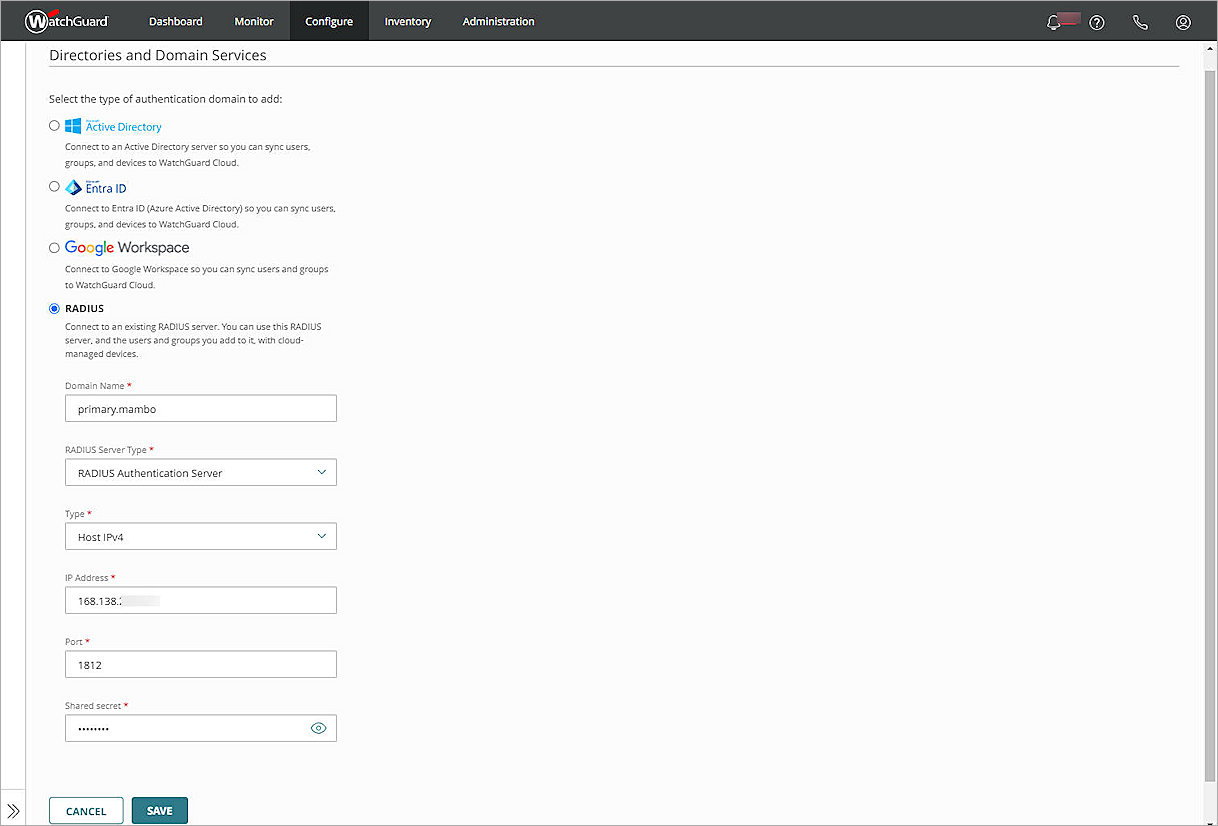 WatchGuard Dashboard Monitor Configure Inventory Administration
Directories and Domain Services
Select the type of authentication domain to add:
Microsoft
Active Directory
Connect to an Active Directory server so you can sync users,
groups, and devices to WatchGuard Cloud.
Microsoft
Entra ID
Connect to Entra ID (Azure Active Directory) so you can sync users,
groups, and devices to WatchGuard Cloud.
Google Workspace
Connect to Google Workspace so you can sync users and groups
to WatchGuard Cloud.
RADIUS
Connect to an existing RADIUS server. You can use this RADIUS
server, and the users and groups you add to it, with cloud-
managed devices.
Domain Name *
primary.mambo
RADIUS Server Type *
RADIUS Authentication Server
Type *
Host IPv4
IP Address *
168.138.
Port *
1812
Shared secret *
••••••••
CANCEL SAVE